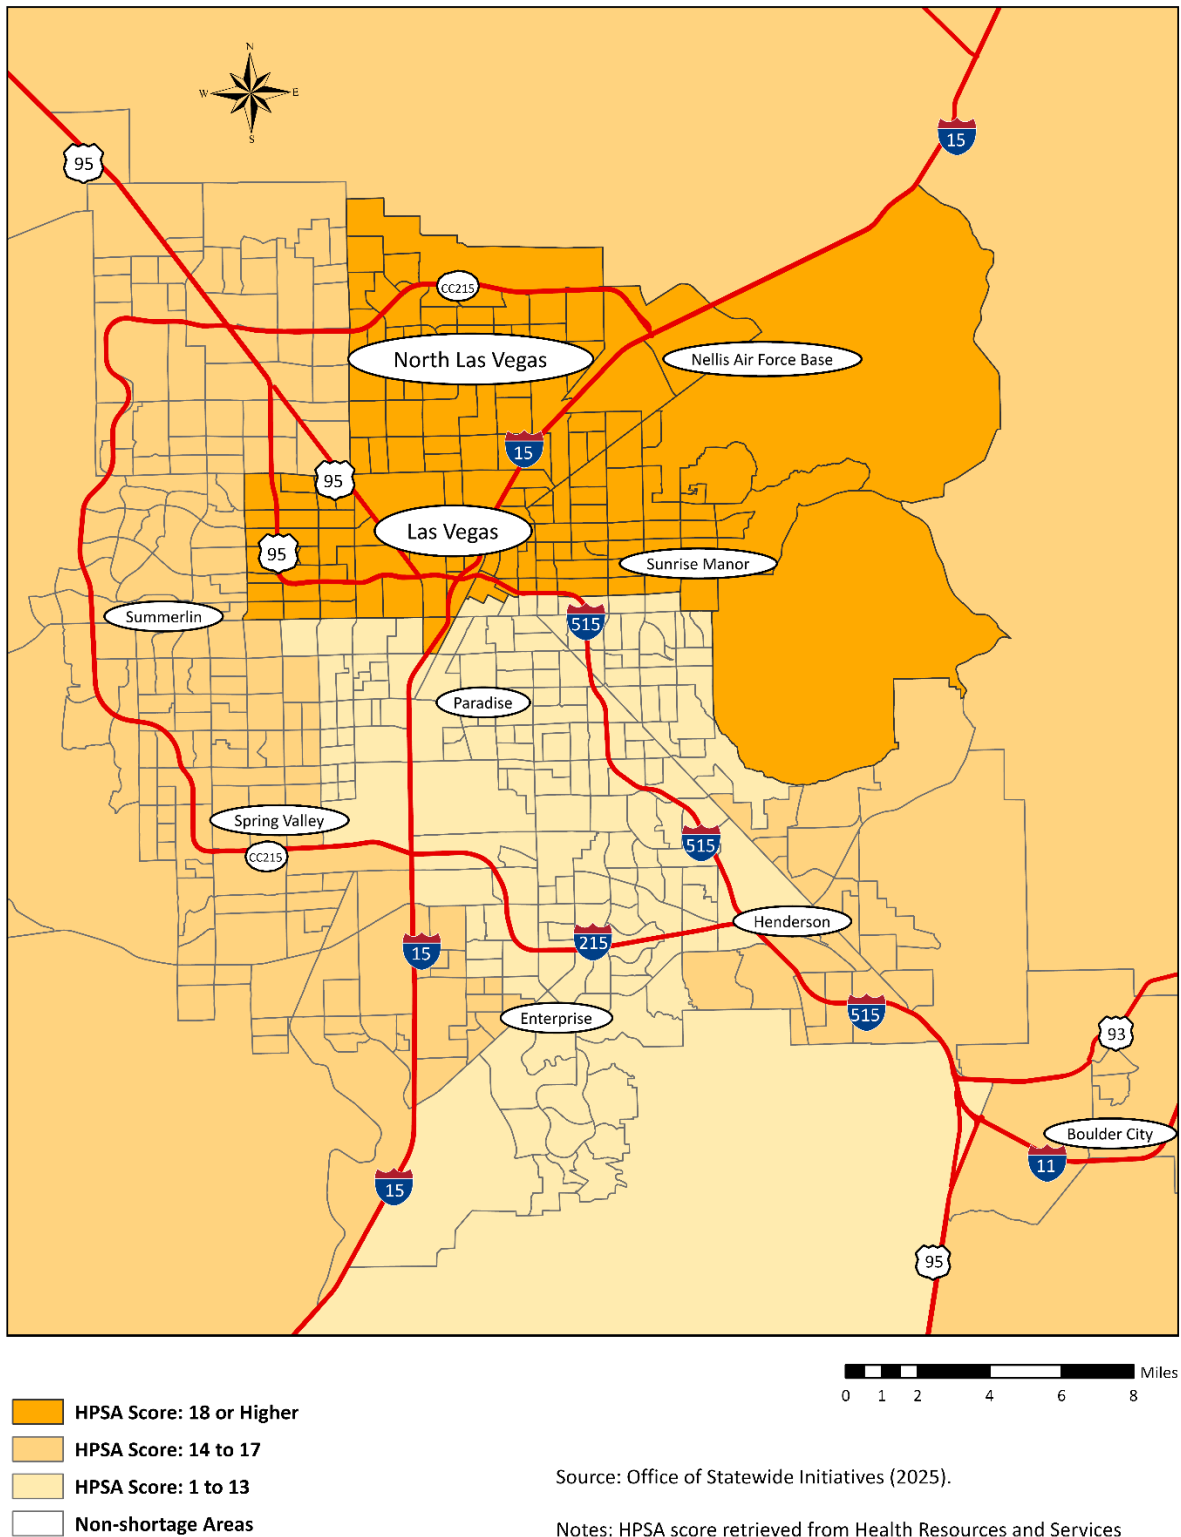 N
W
E
S
95
15
CC215
North Las Vegas
Nellis Air Force Base
15
95
Las Vegas
95
Sunrise Manor
Summerlin
515
Paradise
Spring Valley
CC215
515
Henderson
15
215
Enterprise
515
93
Boulder City
11
15
95
Miles
0 1 2 4 6 8
HPSA Score: 18 or Higher
HPSA Score: 14 to 17
HPSA Score: 1 to 13
Non-shortage Areas
Source: Office of Statewide Initiatives (2025).
Notes: HPSA score retrieved from Health Resources and Services